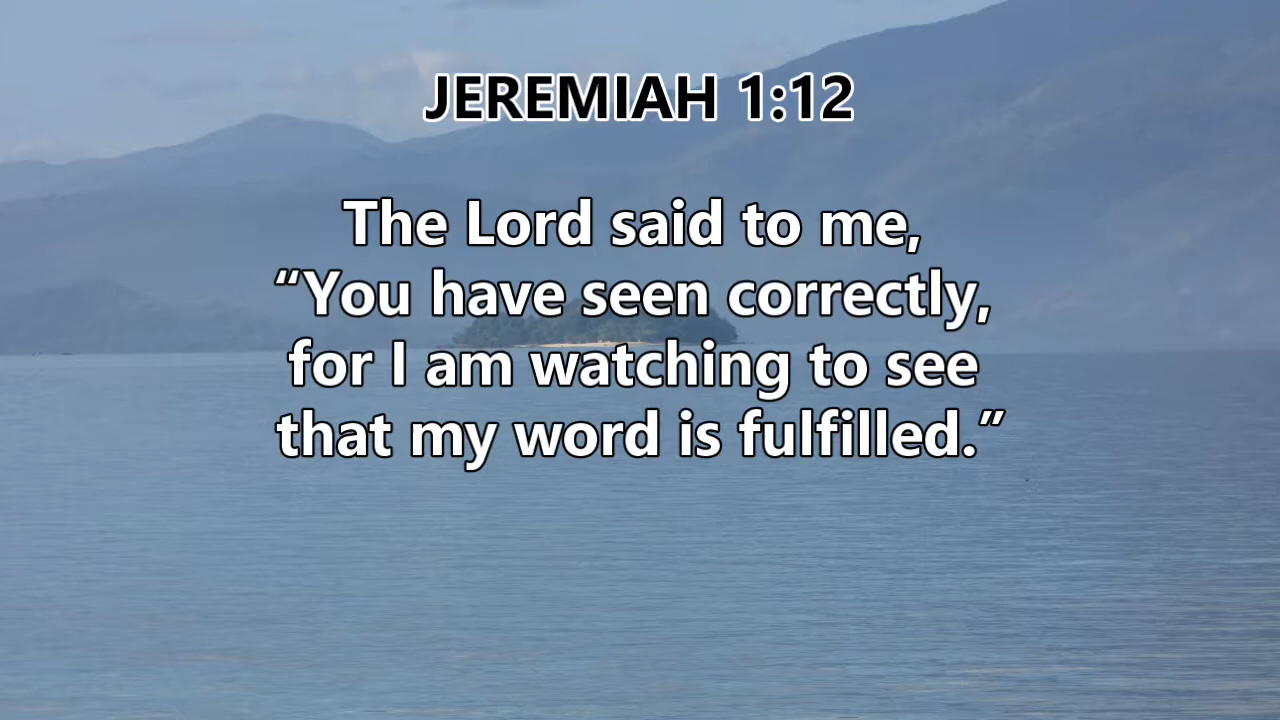 JEREMIAH 1:12
The Lord said to me,
“You have seen correctly,
for I am watching to see
that my word is fulfilled.”